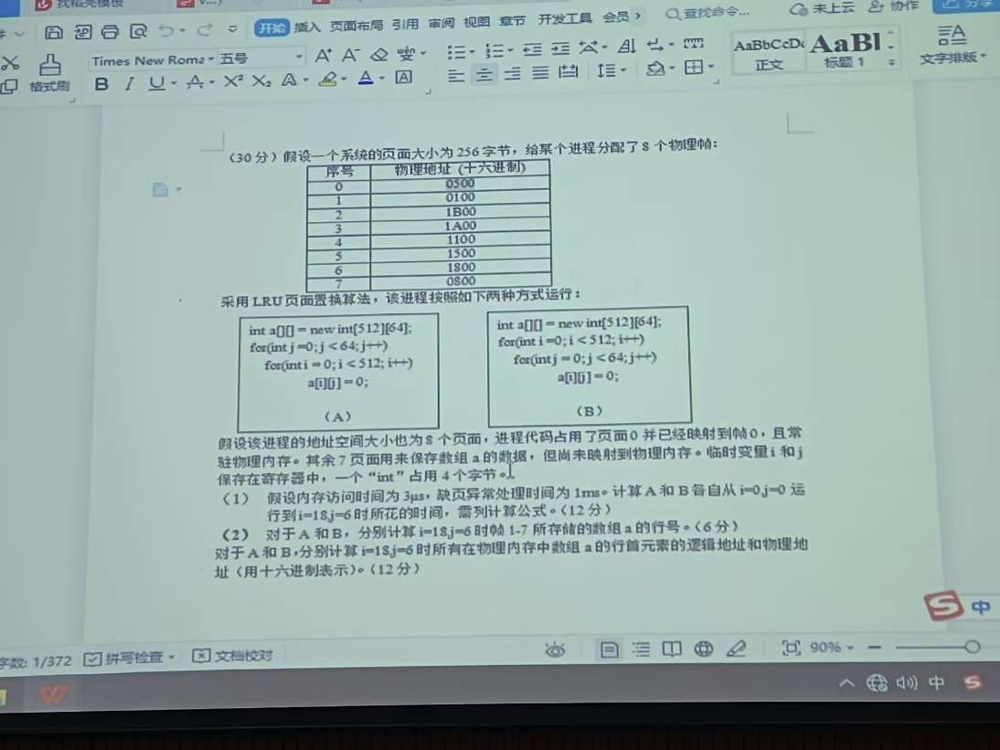 找稻壳模板
开始 插入 页面布局 引用 审阅 视图 章节 开发工具 会员 查找命令... 未上云 协作 分享
Times New Roma 五号
格式刷
B I U A X² X₂ A A A
AaBbCcDc AaBl
正文 标题 1 文字排版
(30 分)假设一个系统的页面大小为 256 字节，给某个进程分配了 8 个物理帧：
序号 物理地址 (十六进制)
0 0500
1 0100
2 1B00
3 1A00
4 1100
5 1500
6 1800
7 0800
采用 LRU 页面置换算法，该进程按照如下两种方式运行：
int a[][] = new int[512][64];
for(int j =0; j < 64; j++)
for(int i = 0; i < 512; i++)
a[i][j] = 0;
(A)
int a[][] = new int[512][64];
for(int i =0; i < 512; i++)
for(int j = 0; j < 64; j++)
a[i][j] = 0;
(B)
假设该进程的地址空间大小也为 8 个页面，进程代码占用了页面 0 并已经映射到帧 0，且常
驻物理内存。其余 7 页面用来保存数组 a 的数据，但尚未映射到物理内存。临时变量 i 和 j
保存在寄存器中，一个“int”占用 4 个字节。
(1) 假设内存访问时间为 3μs，缺页异常处理时间为 1ms。计算 A 和 B 各自从 i=0,j=0 运
行到 i=18,j=6 时所花的时间，需列计算公式。(12 分)
(2) 对于 A 和 B，分别计算 i=18,j=6 时帧 1-7 所存储的数组 a 的行号。(6 分)
对于 A 和 B,分别计算 i=18,j=6 时所有在物理内存中数组 a 的行首元素的逻辑地址和物理地
址（用十六进制表示）。(12 分)
中
字数: 1/372 拼写检查 文档校对 90%
中